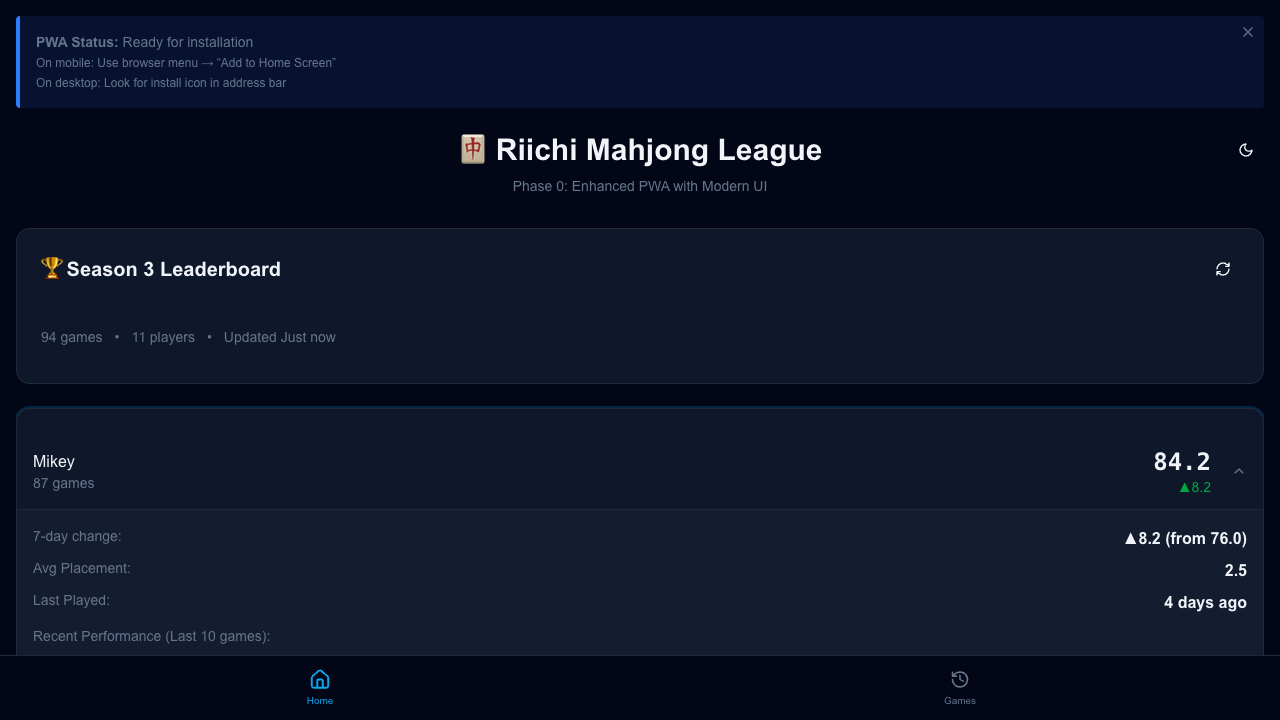 PWA Status: Ready for installation
On mobile: Use browser menu → “Add to Home Screen”
On desktop: Look for install icon in address bar
🀄 Riichi Mahjong League
Phase 0: Enhanced PWA with Modern UI
🏆 Season 3 Leaderboard
94 games • 11 players • Updated Just now
Mikey
84.2
87 games
▲8.2
7-day change:
▲8.2 (from 76.0)
Avg Placement:
2.5
Last Played:
4 days ago
Recent Performance (Last 10 games):
Home
Games